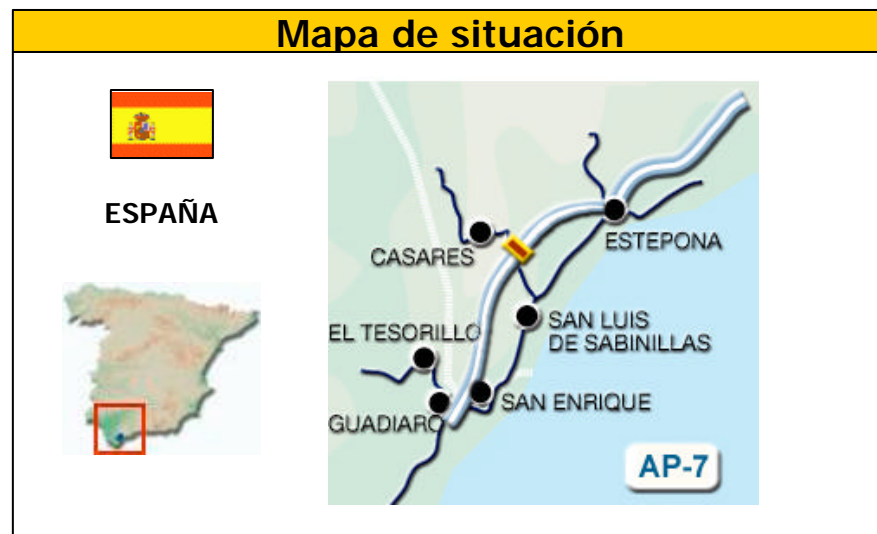 Mapa de situación
ESPAÑA
CASARES
ESTEPONA
EL TESORILLO
SAN LUIS
DE SABINILLAS
SAN ENRIQUE
GUADIARO
AP-7